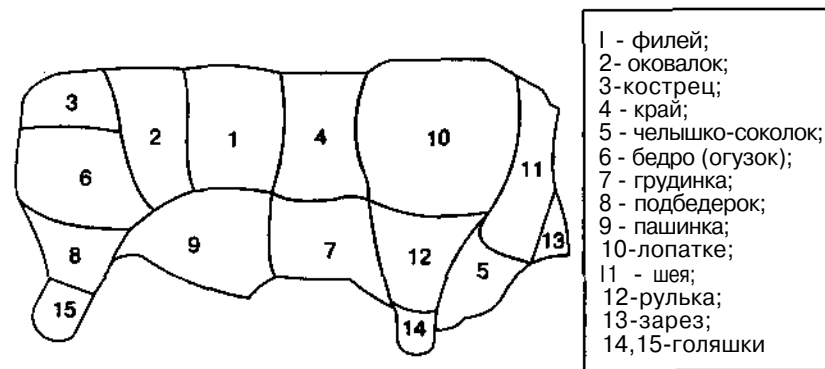 3
2
1
4
10
11
6
13
9
7
12
8
5
15
14
I - филей;
2- оковалок;
3-кострец;
4 - край;
5 - челышко-соколок;
6 - бедро (огузок);
7 - грудинка;
8 - подбедерок;
9 - пашинка;
10-лопатке;
I1 - шея;
12-рулька;
13-зарез;
14,15-голяшки